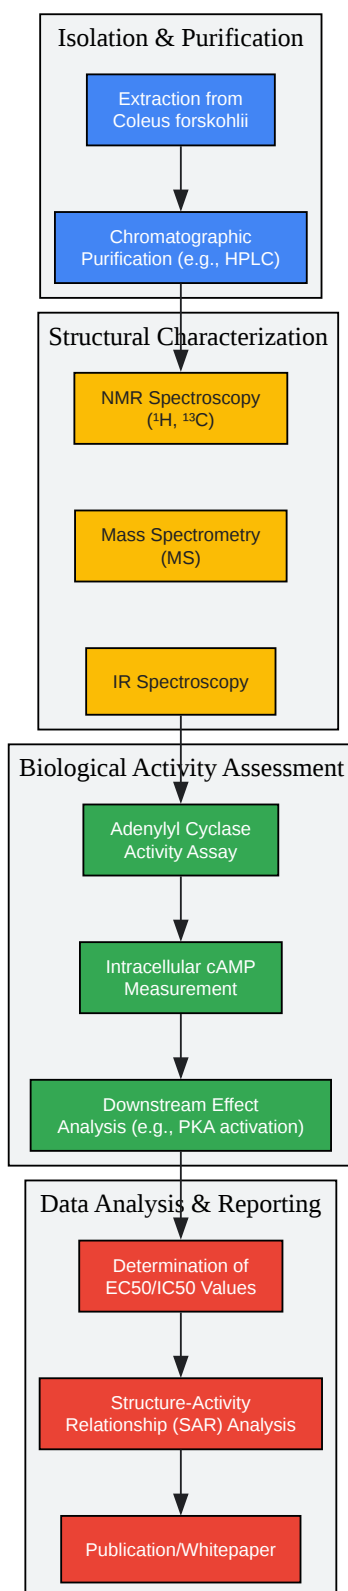 Isolation & Purification
Extraction from
Coleus forskohlii
Chromatographic
Purification (e.g., HPLC)
Structural Characterization
NMR Spectroscopy
(¹H, ¹³C)
Mass Spectrometry
(MS)
IR Spectroscopy
Biological Activity Assessment
Adenylyl Cyclase
Activity Assay
Intracellular cAMP
Measurement
Downstream Effect
Analysis (e.g., PKA activation)
Data Analysis & Reporting
Determination of
EC50/IC50 Values
Structure-Activity
Relationship (SAR) Analysis
Publication/Whitepaper